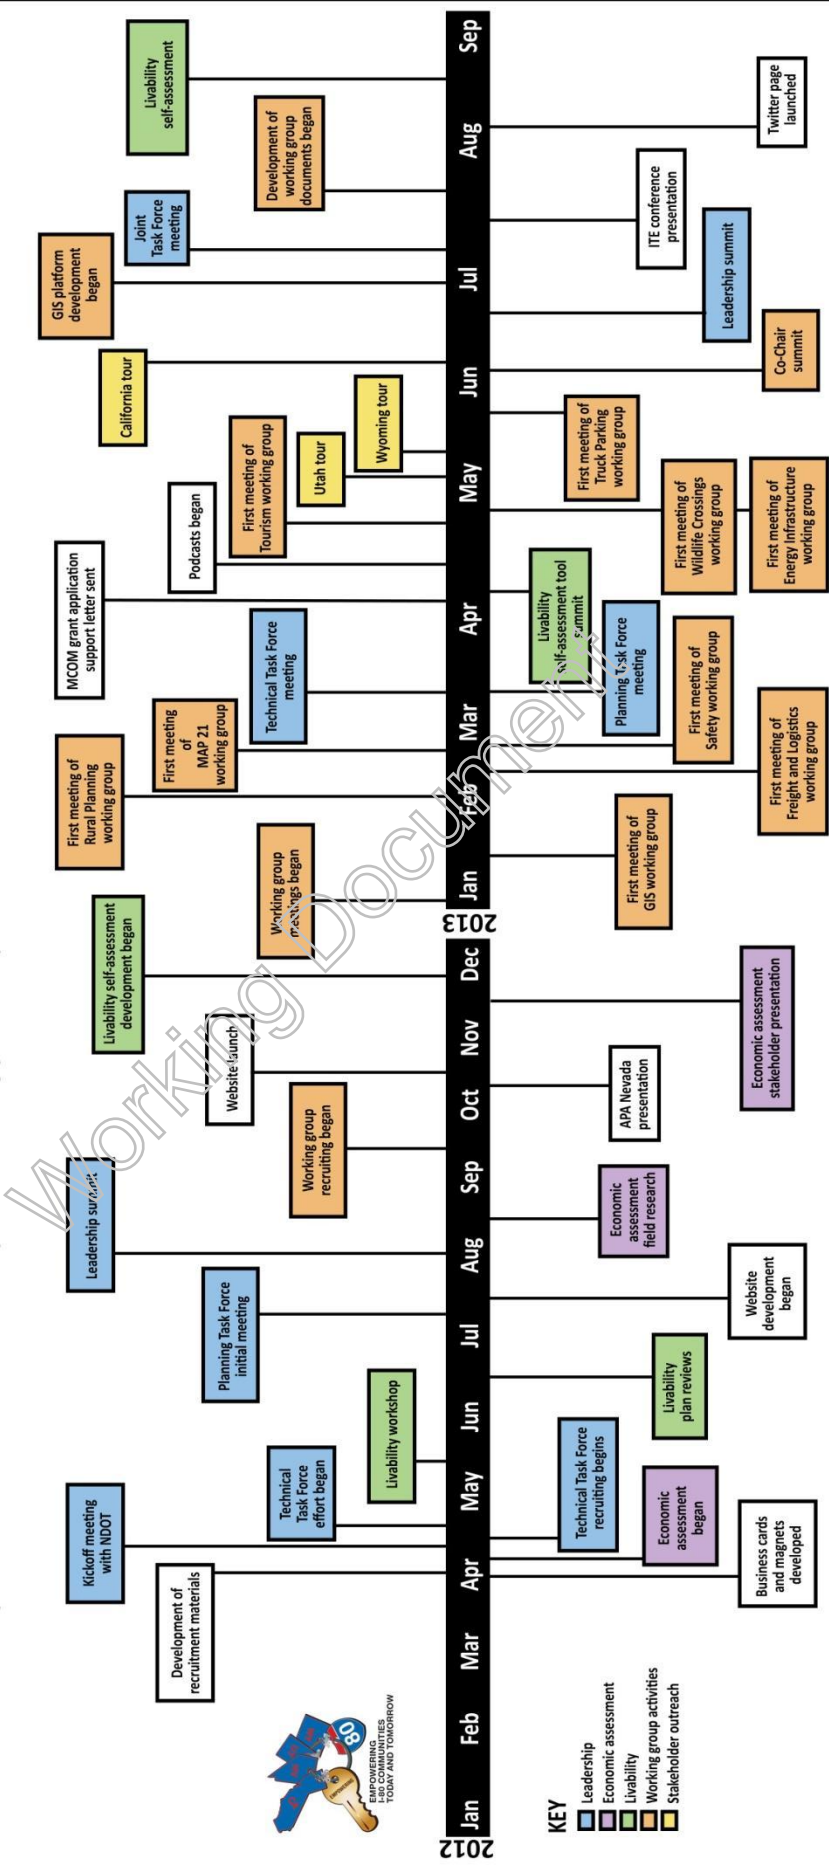 2012
Jan
Feb
Mar
Apr
May
Jun
Jul
Aug
Sep
Oct
Nov
Dec
2013
Jan
Feb
Mar
Apr
May
Jun
Jul
Aug
Sep
Development of
recruitment materials
Kickoff meeting
with NDOT
Technical
Task Force
effort began
Livability workshop
Planning Task Force
initial meeting
Leadership summit
Working group
recruiting began
Website launch
Livability self-assessment
development began
Working group
meetings began
First meeting of
Rural Planning
working group
First meeting
of
MAP 21
working group
Technical Task Force
meeting
MCOM grant application
support letter sent
Podcasts began
First meeting of
Tourism working group
Utah tour
Wyoming tour
California tour
GIS platform
development
began
Joint
Task Force
meeting
Development of
working group
documents began
Livability
self-assessment
Business cards
and magnets
developed
Economic
assessment
began
Technical Task Force
recruiting begins
Livability
plan reviews
Website
development
began
Economic
assessment
field research
APA Nevada
presentation
Economic assessment
stakeholder presentation
First meeting of
GIS working group
First meeting of
Freight and Logistics
working group
First meeting of
Safety working group
Planning Task Force
meeting
Livability
self-assessment tool
summit
First meeting of
Wildlife Crossings
working group
First meeting of
Energy Infrastructure
working group
First meeting of
Truck Parking
working group
Co-Chair
summit
Leadership summit
ITE conference
presentation
Twitter page
launched
80
EMPOWERING
I-80 COMMUNITIES
TODAY AND TOMORROW
KEY
Leadership
Economic assessment
Livability
Working group activities
Stakeholder outreach
Working Document